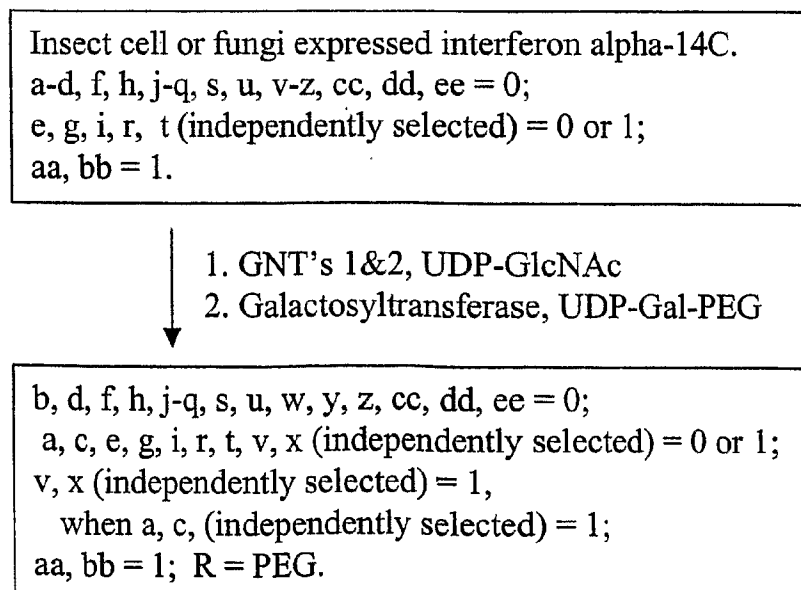 Insect cell or fungi expressed interferon alpha-14C.
a-d, f, h, j-q, s, u, v-z, cc, dd, ee = 0;
e, g, i, r, t (independently selected) = 0 or 1;
aa, bb = 1.
1. GNT's 1&2, UDP-GlcNAc
2. Galactosyltransferase, UDP-Gal-PEG
b, d, f, h, j-q, s, u, w, y, z, cc, dd, ee = 0;
a, c, e, g, i, r, t, v, x (independently selected) = 0 or 1;
v, x (independently selected) = 1,
when a, c, (independently selected) = 1;
aa, bb = 1; R = PEG.